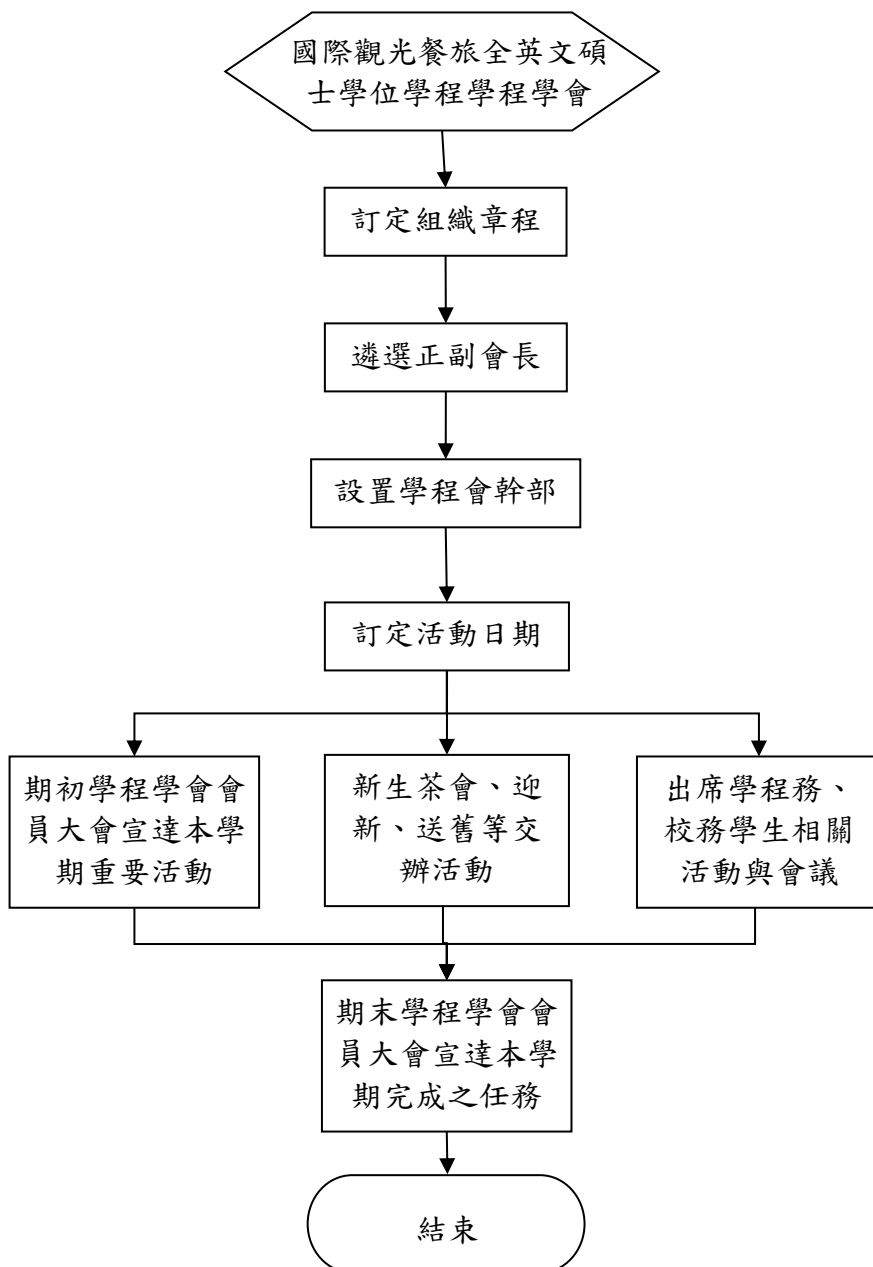 國際觀光餐旅全英文碩
士學位學程學程學會
訂定組織章程
遴選正副會長
設置學程會幹部
訂定活動日期
期初學程學會會
員大會宣達本學
期重要活動
新生茶會、迎
新、送舊等交
辦活動
出席學程務、
校務學生相關
活動與會議
期末學程學會會
員大會宣達本學
期完成之任務
結束